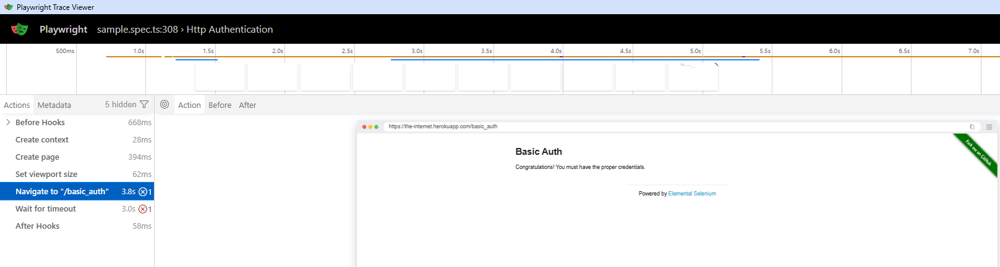 Playwright Trace Viewer
Playwright sample.spec.ts:308 › Http Authentication
500ms 1.0s 1.5s 2.0s 2.5s 3.0s 3.5s 4.0s 4.5s 5.0s 5.5s 6.0s 6.5s 7.0s
Actions Metadata 5 hidden
Action Before After
Before Hooks 668ms
Create context 28ms
Create page 394ms
Set viewport size 62ms
Navigate to "/basic_auth" 3.8s 1
Wait for timeout 3.0s 1
After Hooks 58ms
https://the-internet.herokuapp.com/basic_auth
Fork me on GitHub
Basic Auth
Congratulations! You must have the proper credentials.
Powered by Elemental Selenium